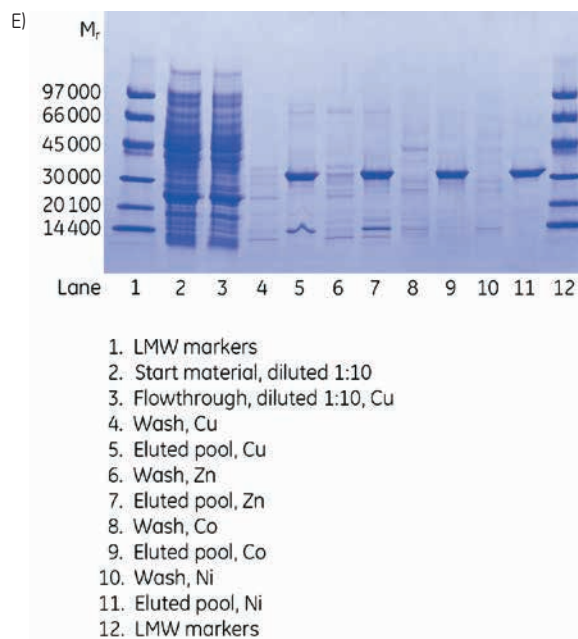 E)
Mr
97 000
66 000
45 000
30 000
20 100
14 400
Lane 1 2 3 4 5 6 7 8 9 10 11 12
1. LMW markers
2. Start material, diluted 1:10
3. Flowthrough, diluted 1:10, Cu
4. Wash, Cu
5. Eluted pool, Cu
6. Wash, Zn
7. Eluted pool, Zn
8. Wash, Co
9. Eluted pool, Co
10. Wash, Ni
11. Eluted pool, Ni
12. LMW markers